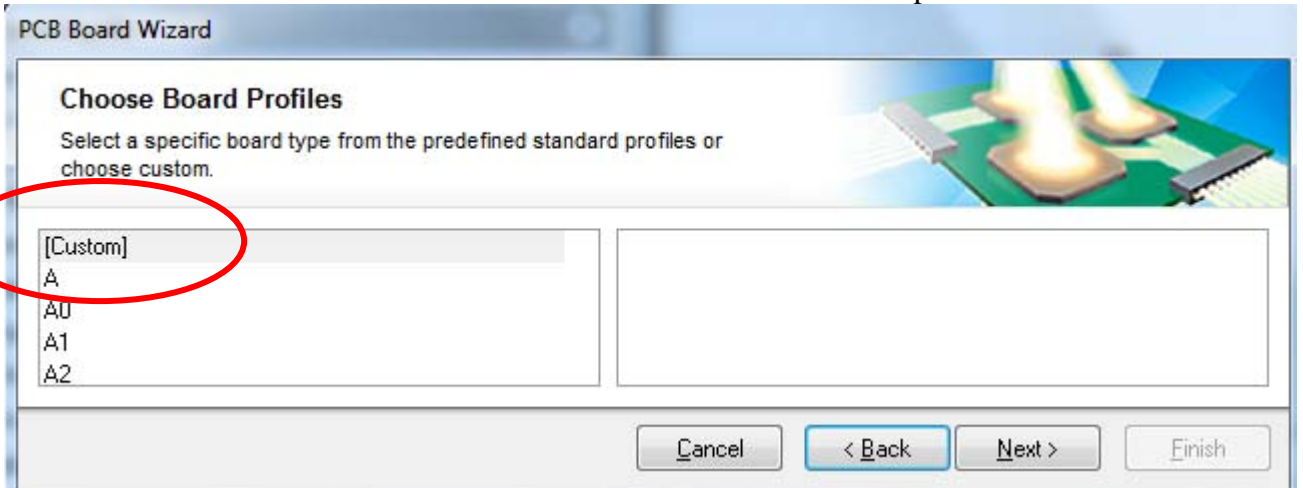 PCB Board Wizard
Choose Board Profiles
Select a specific board type from the predefined standard profiles or
choose custom.
[Custom]
A
A0
A1
A2
Cancel
< Back
Next >
Finish